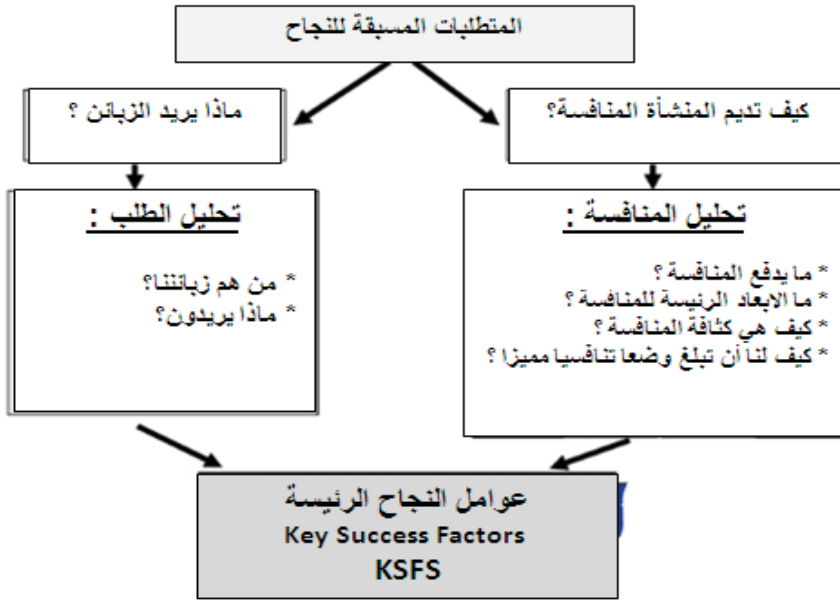 المتطلبات المسبقة للنجاح
كيف تديم المنشأة المنافسة؟
ماذا يريد الزبائن ؟
تحليل المنافسة :
* ما يدفع المنافسة ؟
* ما الابعاد الرئيسة للمنافسة ؟
* كيف هي كثافة المنافسة ؟
* كيف لنا أن تبلغ وضعا تنافسيا مميزا ؟
تحليل الطلب :
* من هم زبائننا؟
* ماذا يريدون؟
عوامل النجاح الرئيسة
Key Success Factors
KSFS